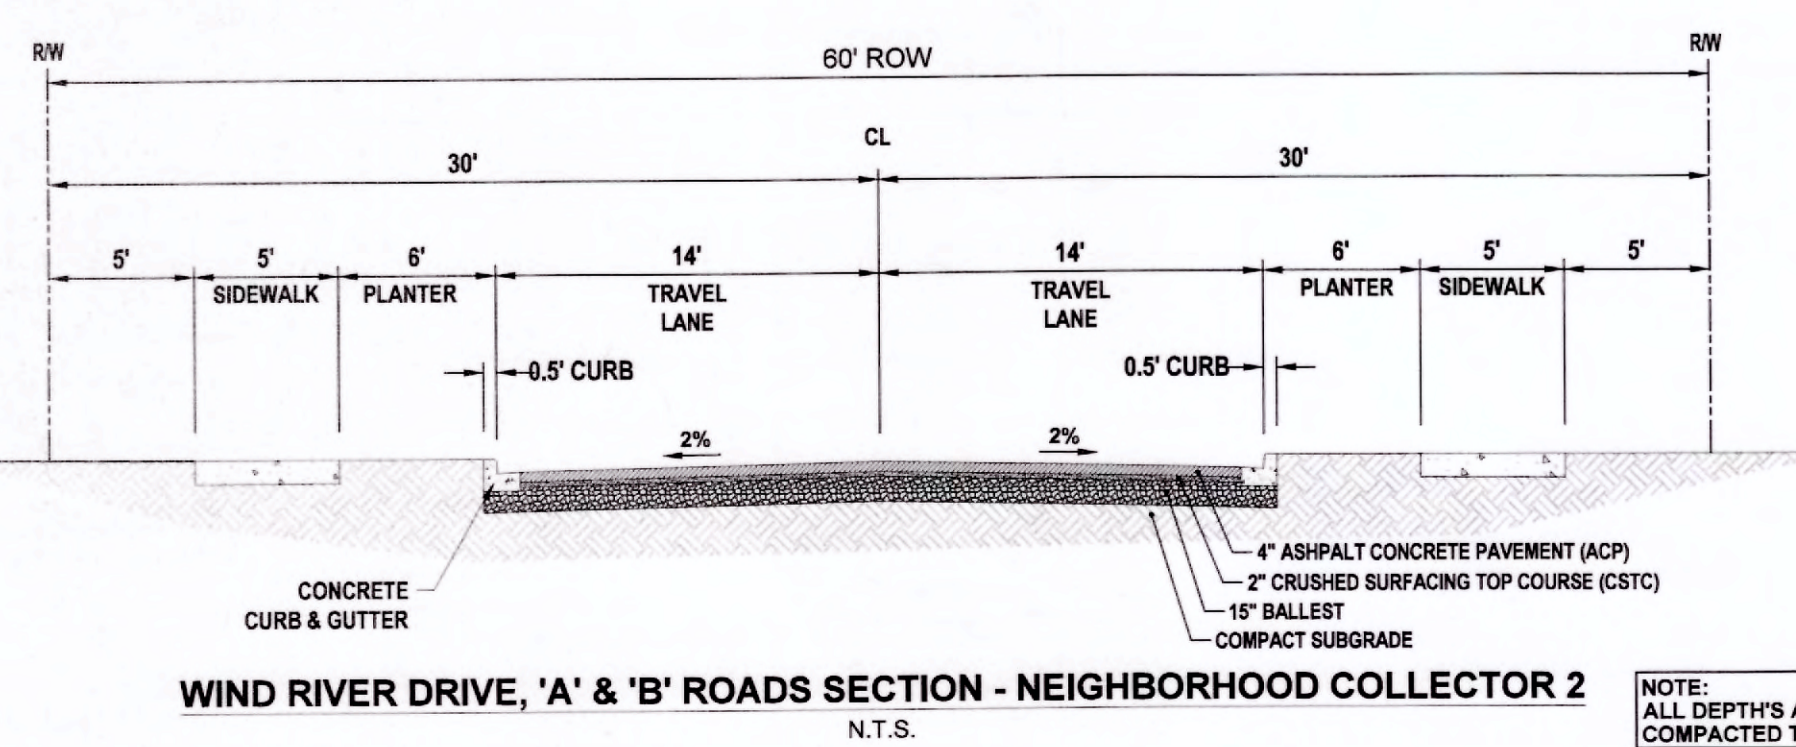 R/W
60' ROW
R/W
CL
30'
30'
5'
5'
6'
14'
14'
6'
5'
5'
SIDEWALK
PLANTER
TRAVEL
LANE
TRAVEL
LANE
PLANTER
SIDEWALK
0.5' CURB
0.5' CURB
2%
2%
CONCRETE
CURB & GUTTER
4" ASHPALT CONCRETE PAVEMENT (ACP)
2" CRUSHED SURFACING TOP COURSE (CSTC)
15" BALLEST
COMPACT SUBGRADE
WIND RIVER DRIVE, 'A' & 'B' ROADS SECTION - NEIGHBORHOOD COLLECTOR 2
N.T.S.
NOTE:
ALL DEPTH'S
COMPACTED